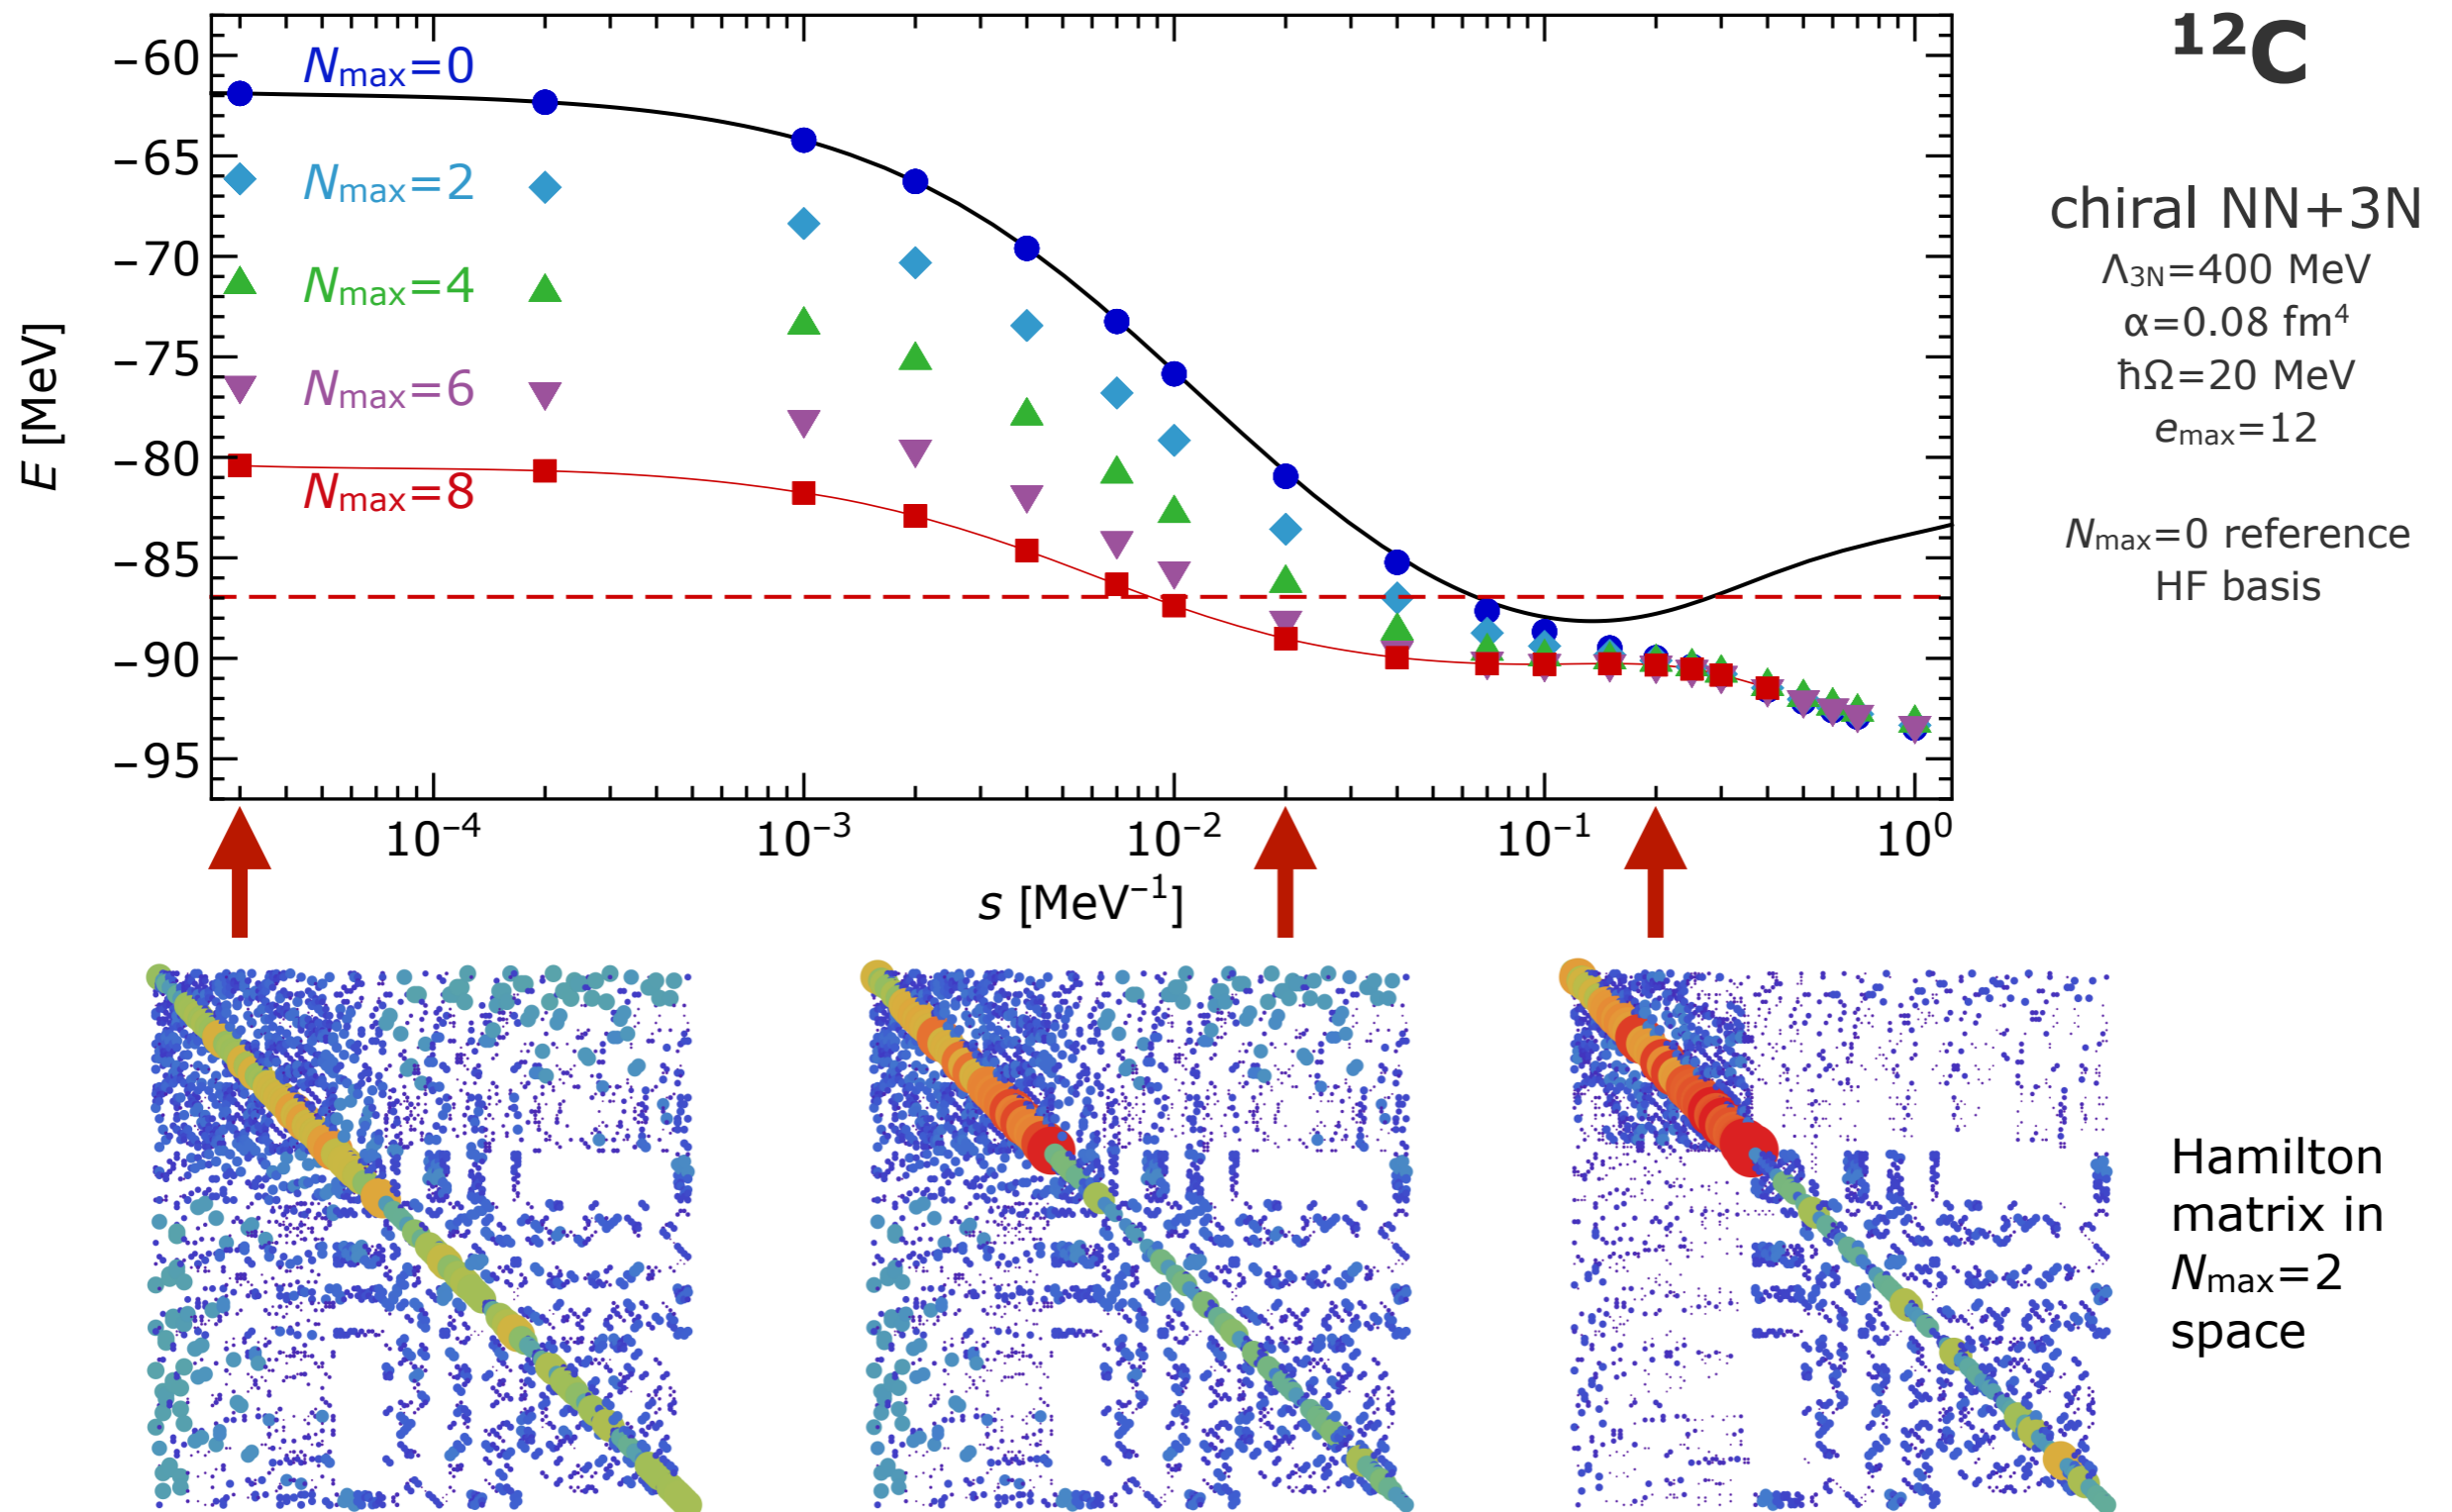 ¹²C
−60
−65
−70
−75
−80
−85
−90
−95
E [MeV]
Nmax=0
Nmax=2
Nmax=4
Nmax=6
Nmax=8
10⁻⁴
10⁻³
10⁻²
10⁻¹
10⁰
s [MeV⁻¹]
chiral NN+3N
Λ₃N=400 MeV
α=0.08 fm⁴
ħΩ=20 MeV
emax=12
Nmax=0 reference
HF basis
Hamilton
matrix in
Nmax=2
space